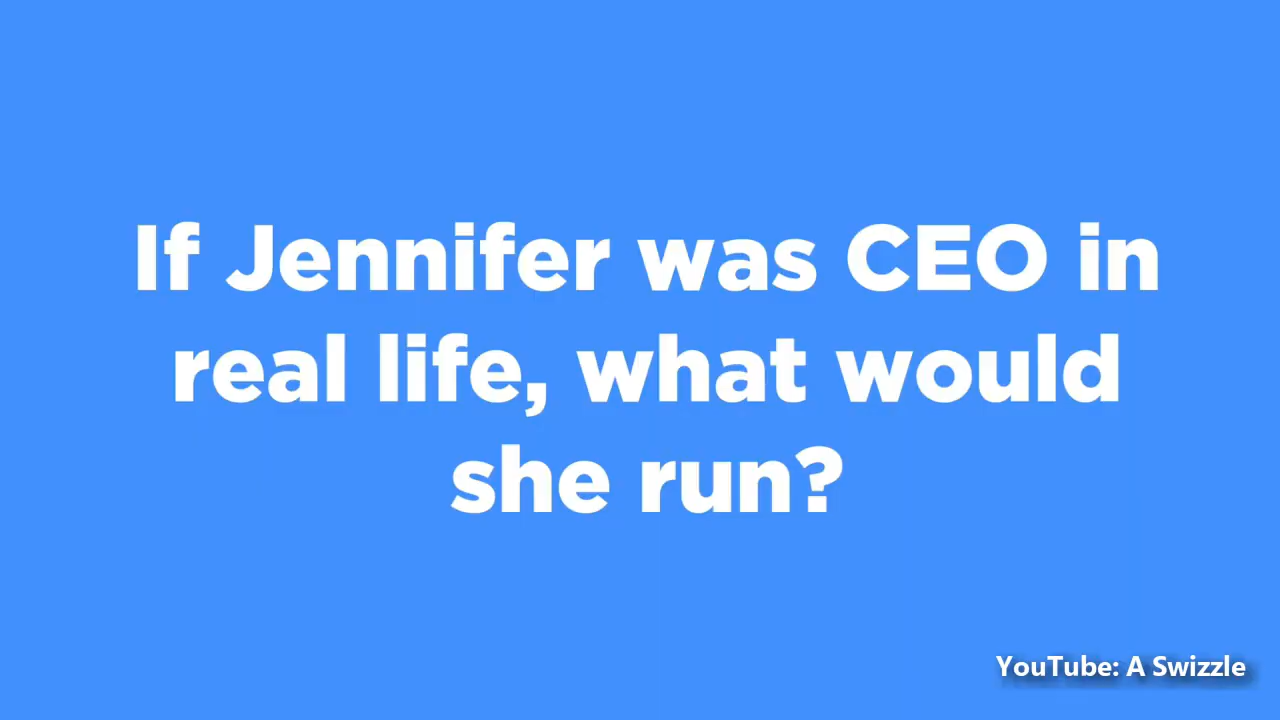 If Jennifer was CEO in
real life, what would
she run?
YouTube: A Swizzle